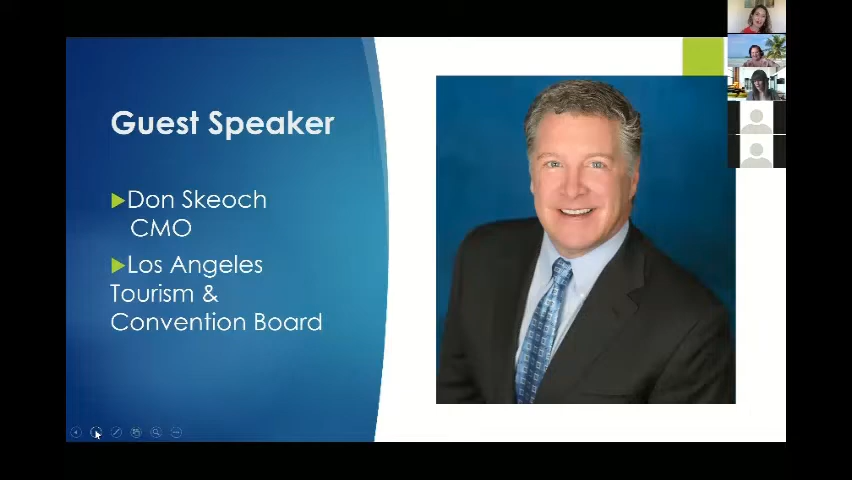 Guest Speaker
Don Skeoch
CMO
Los Angeles
Tourism &
Convention Board